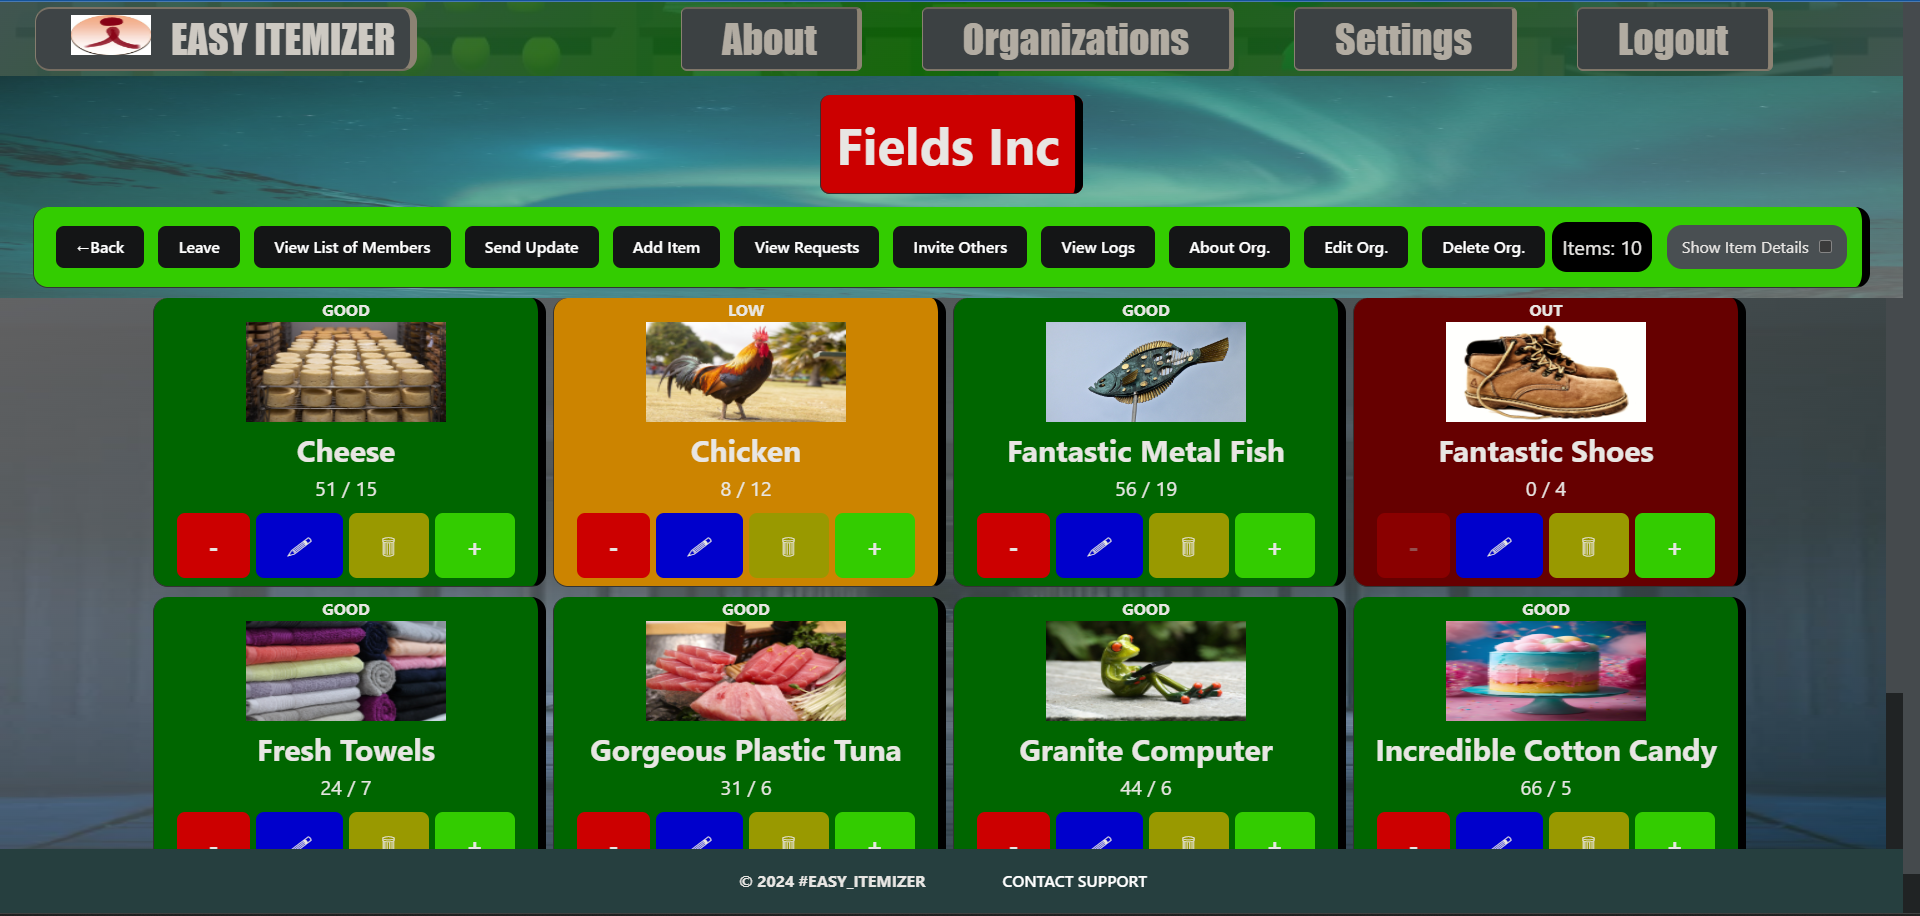 EASY ITEMIZER About Organizations Settings Logout
Fields Inc
←Back Leave View List of Members Send Update Add Item View Requests Invite Others View Logs About Org. Edit Org. Delete Org. Items: 10 Show Item Details
GOOD LOW GOOD OUT
Cheese Chicken Fantastic Metal Fish Fantastic Shoes
51 / 15 8 / 12 56 / 19 0 / 4
- + - + - + - +
GOOD GOOD GOOD GOOD
Fresh Towels Gorgeous Plastic Tuna Granite Computer Incredible Cotton Candy
24 / 7 31 / 6 44 / 6 66 / 5
- + - + - + - +
© 2024 #EASY_ITEMIZER CONTACT SUPPORT